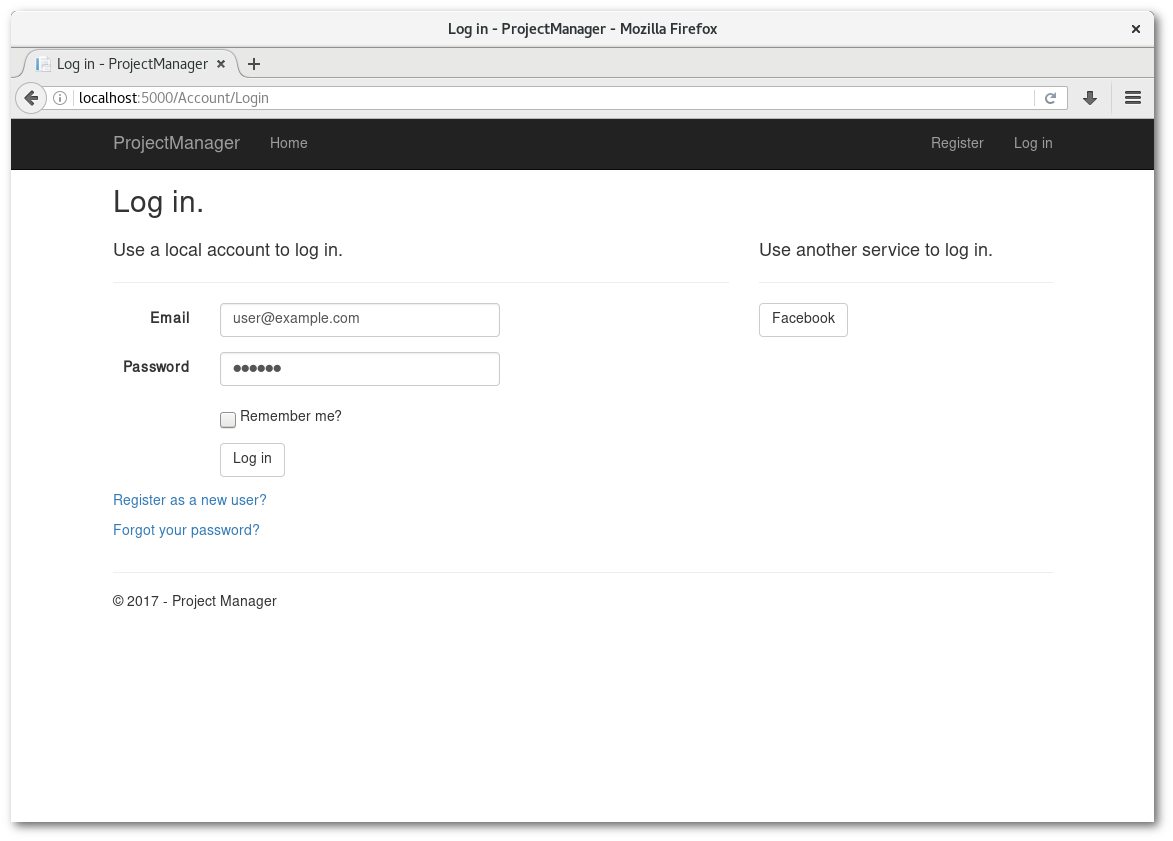 Log in - ProjectManager - Mozilla Firefox
Log in - ProjectManager
localhost:5000/Account/Login
ProjectManager Home Register Log in
Log in.
Use a local account to log in.
Use another service to log in.
Email user@example.com
Facebook
Password ●●●●●●
Remember me?
Log in
Register as a new user?
Forgot your password?
© 2017 - Project Manager